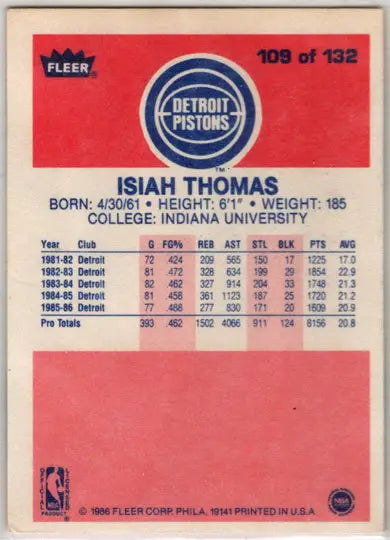 FLEER
109 of 132
DETROIT
PISTONS
TM
ISIAH THOMAS
BORN: 4/30/61 • HEIGHT: 6'1" • WEIGHT: 185
COLLEGE: INDIANA UNIVERSITY
Year Club G FG% REB AST STL BLK PTS AVG
1981-82 Detroit 72 .424 209 565 150 17 1225 17.0
1982-83 Detroit 81 .472 328 634 199 29 1854 22.9
1983-84 Detroit 82 .462 327 914 204 33 1748 21.3
1984-85 Detroit 81 .458 361 1123 187 25 1720 21.2
1985-86 Detroit 77 .488 277 830 171 20 1609 20.9
Pro Totals 393 .462 1502 4066 911 124 8156 20.8
OFFICIAL LICENSED
NBA
PRODUCT
© 1986 FLEER CORP. PHILA. 19141 PRINTED IN U.S.A.